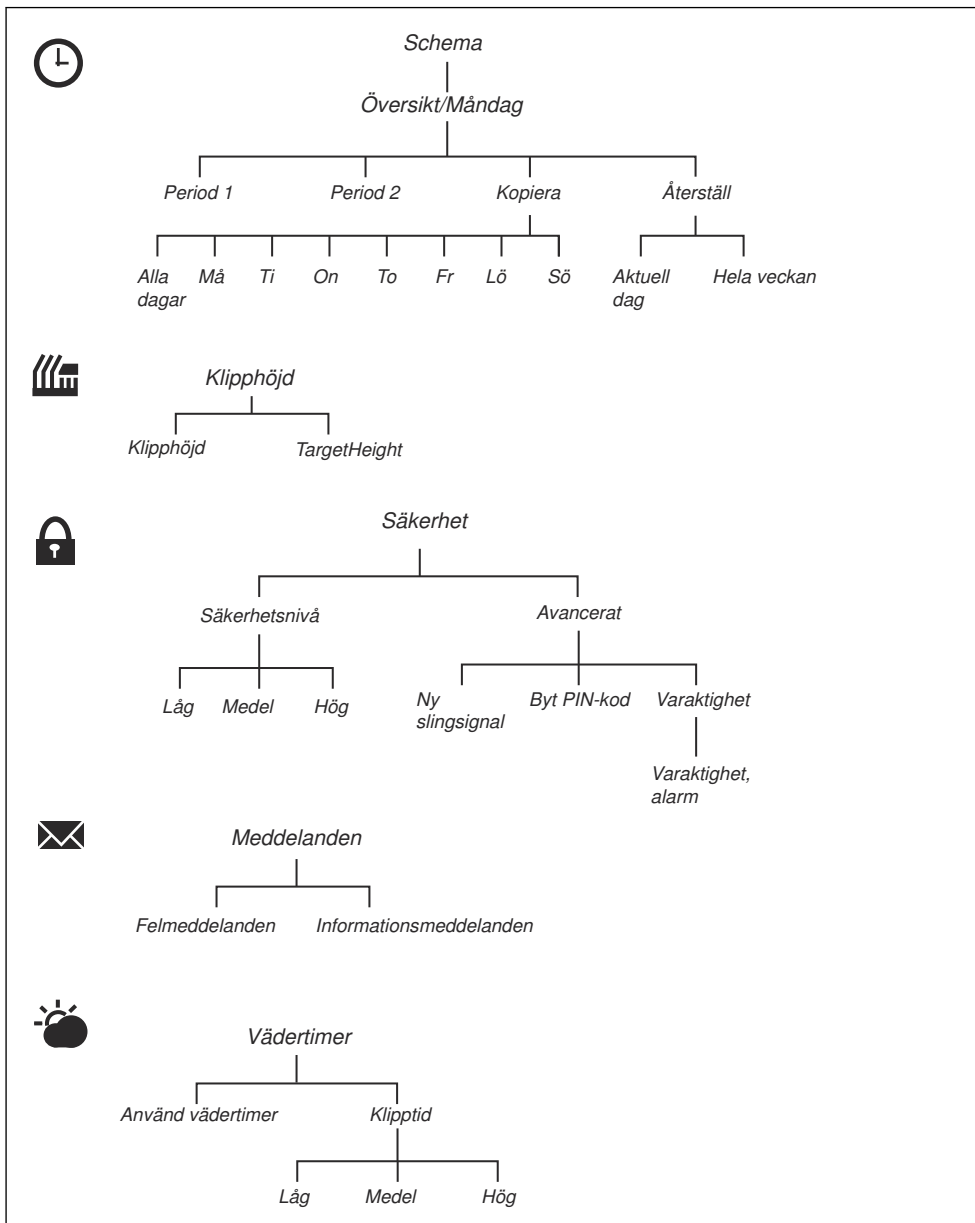 Schema
Översikt/Måndag
Period 1 Period 2 Kopiera Återställ
Alla dagar Må Ti On To Fr Lö Sö Aktuell dag Hela veckan
Klipphöjd
Klipphöjd TargetHeight
Säkerhet
Säkerhetsnivå Avancerat
Låg Medel Hög Ny slingsignal Byt PIN-kod Varaktighet
Varaktighet, alarm
Meddelanden
Felmeddelanden Informationsmeddelanden
Vädertimer
Använd vädertimer Klipptid
Låg Medel Hög